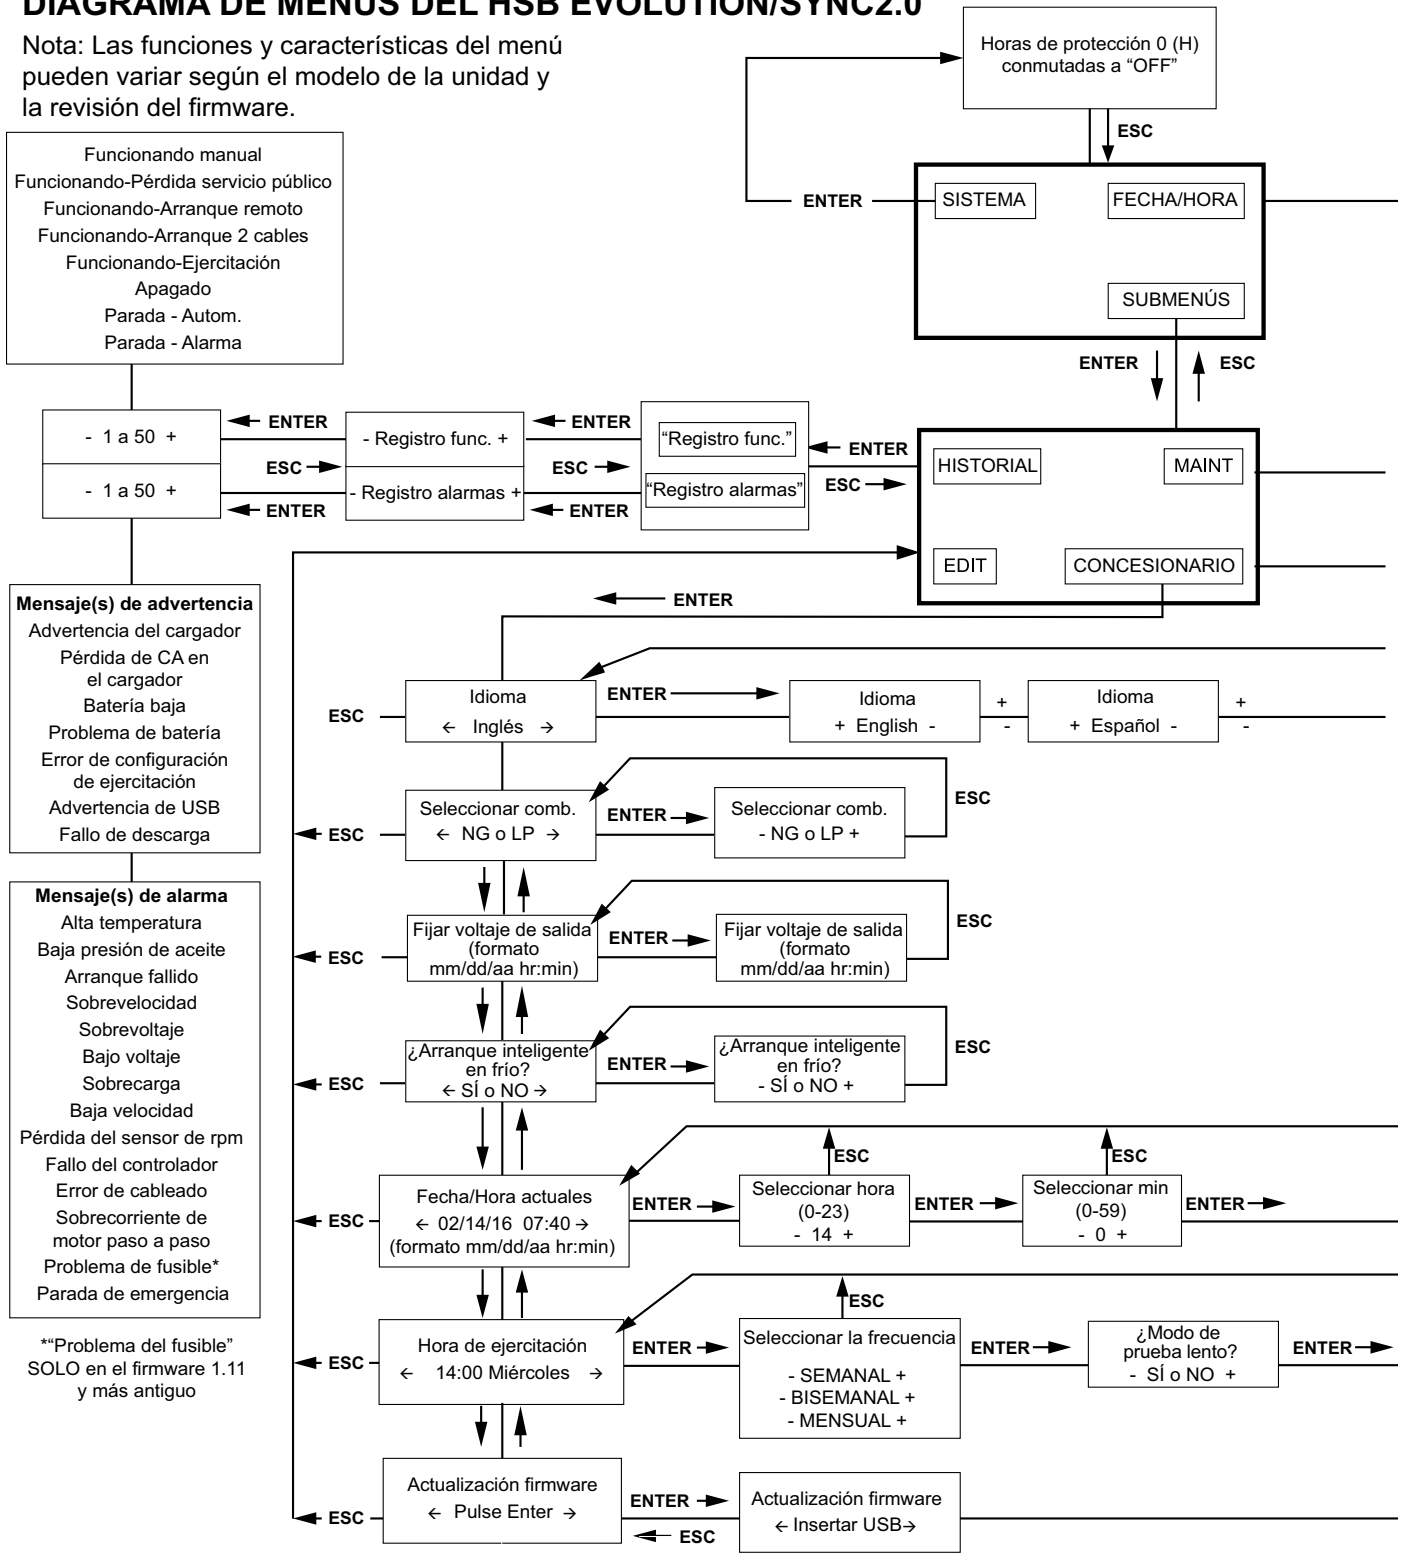 DIAGRAMA DE MENÚS DEL HSB EVOLUTION/SYNC2.0
Nota: Las funciones y características del menú
pueden variar según el modelo de la unidad y
la revisión del firmware.
Horas de protección 0 (H)
conmutadas a “OFF”
ESC
ENTER
SISTEMA
FECHA/HORA
SUBMENÚS
ENTER
ESC
Funcionando manual
Funcionando-Pérdida servicio público
Funcionando-Arranque remoto
Funcionando-Arranque 2 cables
Funcionando-Ejercitación
Apagado
Parada - Autom.
Parada - Alarma
- 1 a 50 +
ENTER
- Registro func. +
ENTER
“Registro func.”
ENTER
HISTORIAL
MAINT
ESC
ESC
ESC
- 1 a 50 +
ENTER
- Registro alarmas +
ENTER
“Registro alarmas”
EDIT
CONCESIONARIO
ENTER
Mensaje(s) de advertencia
Advertencia del cargador
Pérdida de CA en
el cargador
Batería baja
Problema de batería
Error de configuración
de ejercitación
Advertencia de USB
Fallo de descarga
Mensaje(s) de alarma
Alta temperatura
Baja presión de aceite
Arranque fallido
Sobrevelocidad
Sobrevoltaje
Bajo voltaje
Sobrecarga
Baja velocidad
Pérdida del sensor de rpm
Fallo del controlador
Error de cableado
Sobrecorriente de
motor paso a paso
Problema de fusible*
Parada de emergencia
*“Problema del fusible”
SOLO en el firmware 1.11
y más antiguo
ESC
Idioma
← Inglés →
ENTER
Idioma
+ English -
+
-
Idioma
+ Español -
+
-
ESC
Seleccionar comb.
← NG o LP →
ENTER
Seleccionar comb.
- NG o LP +
ESC
ESC
Fijar voltaje de salida
(formato
mm/dd/aa hr:min)
ENTER
Fijar voltaje de salida
(formato
mm/dd/aa hr:min)
ESC
ESC
¿Arranque inteligente
en frío?
← SÍ o NO →
ENTER
¿Arranque inteligente
en frío?
- SÍ o NO +
ESC
ESC
Fecha/Hora actuales
← 02/14/16 07:40 →
(formato mm/dd/aa hr:min)
ENTER
ESC
Seleccionar hora
(0-23)
- 14 +
ENTER
ESC
Seleccionar min
(0-59)
- 0 +
ENTER
ESC
Hora de ejercitación
← 14:00 Miércoles →
ENTER
ESC
Seleccionar la frecuencia
- SEMANAL +
- BISEMANAL +
- MENSUAL +
ENTER
¿Modo de
prueba lento?
- SÍ o NO +
ENTER
ESC
Actualización firmware
← Pulse Enter →
ENTER
ESC
Actualización firmware
← Insertar USB→